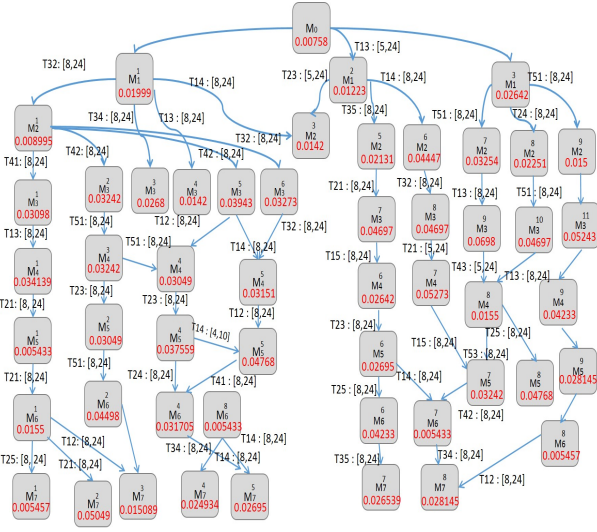 M0
0.00758
T13 : [5,24]
T32: [8,24]
1
M1
0.01999
T14 : [8,24]
T23 : [5,24]
2
M1
0.01223
T14 : [8,24]
3
M1
0.02642
T51 : [8,24]
T34 : [8,24]
T13 : [8,24]
T35: [8,24]
T51 : [8,24]
T24 : [8,24]
1
M2
0.008995
T32 : [8,24]
3
M2
0.0142
5
M2
0.02131
6
M2
0.04447
7
M2
0.03254
8
M2
0.02251
9
M2
0.015
T41: [8,24]
T42: [8,24]
T42 : [8,24]
1
M3
0.03098
2
M3
0.03242
3
M3
0.0268
4
M3
0.0142
5
M3
0.03943
6
M3
0.03273
T21 : [8,24]
T32 : [8,24]
T13 : [8,24]
T51: [8,24]
7
M3
0.04697
8
M3
0.04697
9
M3
0.0698
10
M3
0.04697
11
M3
0.05243
T13: [8,24]
T51: [8,24]
T12 : [8,24]
T32 : [8,24]
T51 : [8,24]
T14 : [8,24]
T15: [8,24]
T21 : [5,24]
T43 : [5,24]
T13 : [8,24]
1
M4
0.034139
3
M4
0.03242
4
M4
0.03049
5
M4
0.03151
6
M4
0.02642
7
M4
0.05273
8
M4
0.0155
9
M4
0.04233
T21: [8,24]
T23: [8,24]
T23 : [8,24]
T12 : [8,24]
T23 : [8,24]
T15 : [8,24]
T25: [8,24]
1
M5
0.005433
2
M5
0.03049
4
M5
0.037559
T14 : [4,10]
5
M5
0.04768
6
M5
0.02695
T53 : [8,24]
7
M5
0.03242
8
M5
0.04768
9
M5
0.028145
T21: [8,24]
T51: [8,24]
T24 : [8,24]
T41 : [8,24]
T25: [8,24]
T14 : [8,24]
T42 : [8,24]
1
M6
0.0155
2
M6
0.04498
4
M6
0.031705
8
M6
0.005433
6
M6
0.04233
7
M6
0.005433
8
M6
0.005457
T12: [8,24]
T34 : [8,24]
T14 : [8,24]
T25: [8,24]
T21: [8,24]
T14 : [8,24]
T35: [8,24]
T34 : [8,24]
T12 : [8,24]
1
M7
0.005457
2
M7
0.05049
3
M7
0.015089
4
M7
0.024934
5
M7
0.02695
7
M7
0.026539
8
M7
0.028145